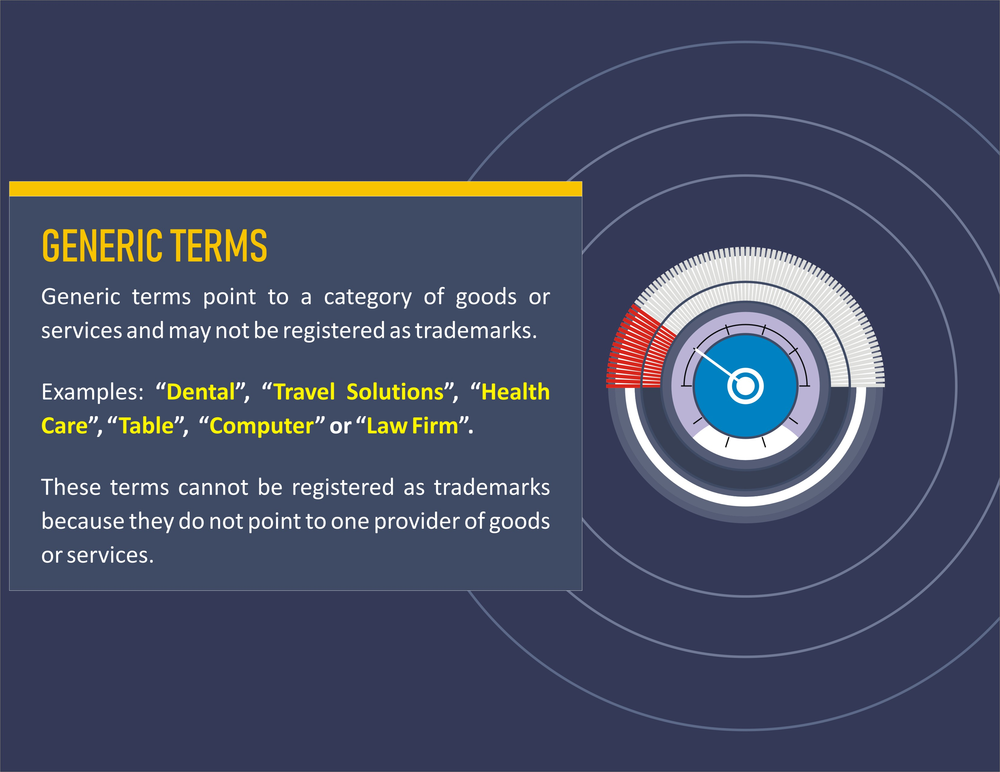 GENERIC TERMS
Generic terms point to a category of goods or
services and may not be registered as trademarks.
Examples: “Dental”, “Travel Solutions”, “Health
Care”, “Table”, “Computer” or “Law Firm”.
These terms cannot be registered as trademarks
because they do not point to one provider of goods
or services.